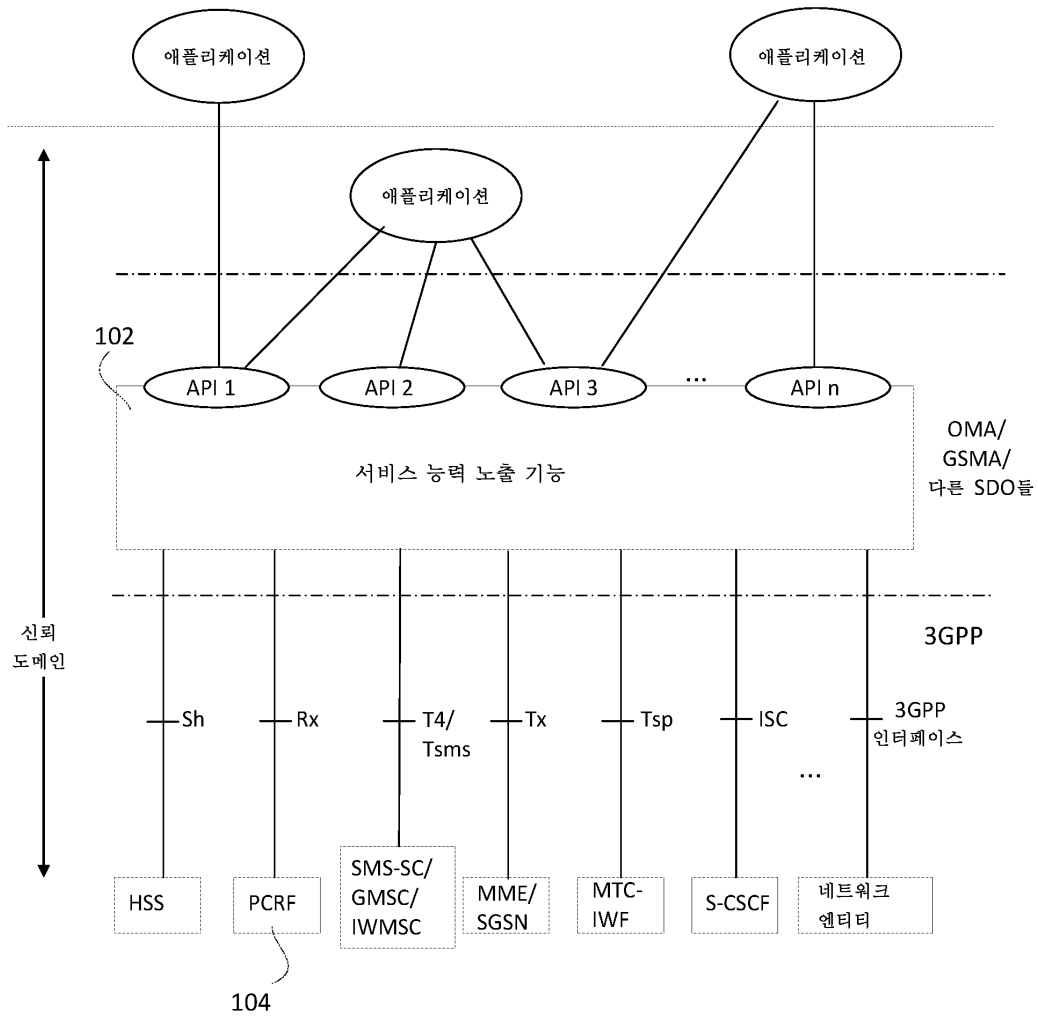 애플리케이션
애플리케이션
애플리케이션
102
API 1
API 2
API 3
...
API n
서비스 능력 노출 기능
OMA/
GSMA/
다른 SDO들
신뢰
도메인
3GPP
Sh
Rx
T4/
Tsms
Tx
Tsp
ISC
3GPP
인터페이스
...
HSS
PCRF
SMS-SC/
GMSC/
IWMSC
MME/
SGSN
MTC-
IWF
S-CSCF
네트워크
엔티티
104